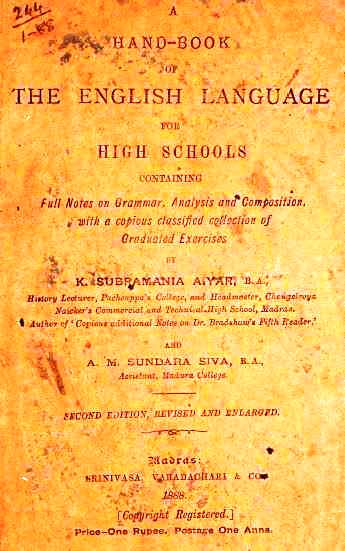 244
1-88
A
HAND-BOOK
OF
THE ENGLISH LANGUAGE
FOR
HIGH SCHOOLS
CONTAINING
Full Notes on Grammar, Analysis and Composition,
with a copious classified collection of
Graduated Exercises
BY
K. SUBRAMANIA AIYAR, B.A.,
History Lecturer, Pachaiyappa's College, and Headmaster, Chengalroya
Naicker's Commercial and Technical High School, Madras.
Author of 'Copious additional Notes on Dr. Bradshaw's Fifth Reader.'
AND
A. M. SUNDARA SIVA, B.A.,
Assistant, Madura College.
SECOND EDITION, REVISED AND ENLARGED.
Madras:
SRINIVASA, VARADACHARI & CO.
1888.
[Copyright Registered.]
Price-One Rupee. Postage One Anna.